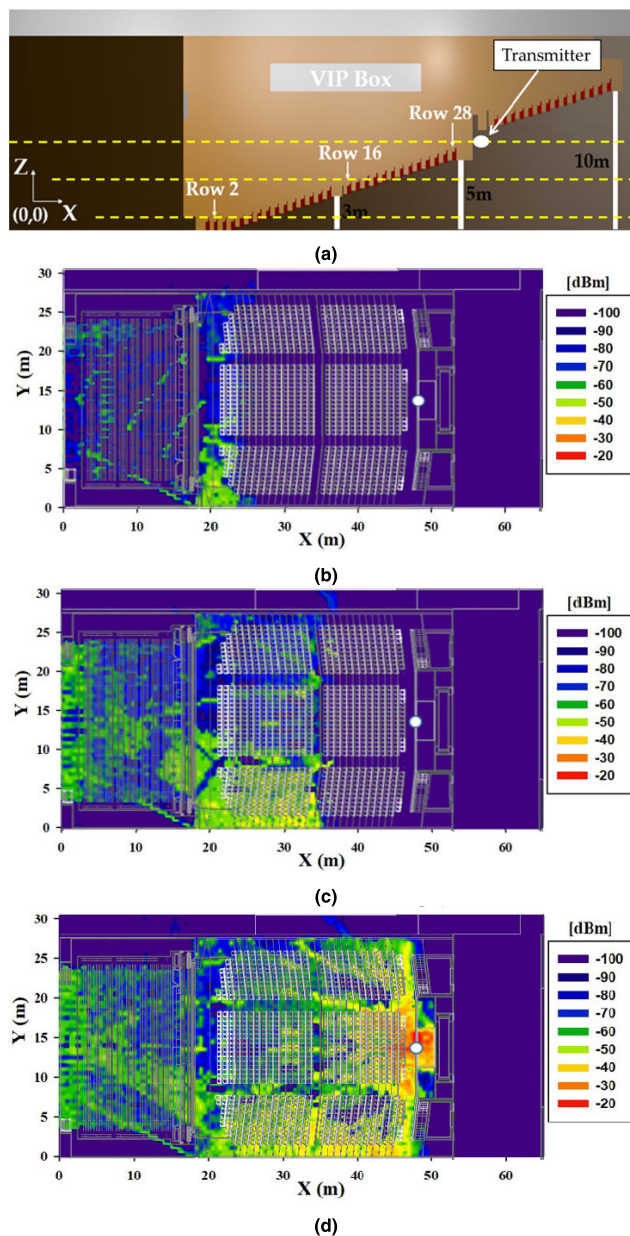 Transmitter
VIP Box
Row 28
Row 16
Row 2
Z
X
(0,0)
3m
5m
10m
(a)
[dBm]
-100
-90
-80
-70
-60
-50
-40
-30
-20
30
25
20
15
10
5
0
Y (m)
0 10 20 30 40 50 60
X (m)
(b)
[dBm]
-100
-90
-80
-70
-60
-50
-40
-30
-20
30
25
20
15
10
5
0
Y (m)
0 10 20 30 40 50 60
X (m)
(c)
[dBm]
-100
-90
-80
-70
-60
-50
-40
-30
-20
30
25
20
15
10
5
0
Y (m)
0 10 20 30 40 50 60
X (m)
(d)